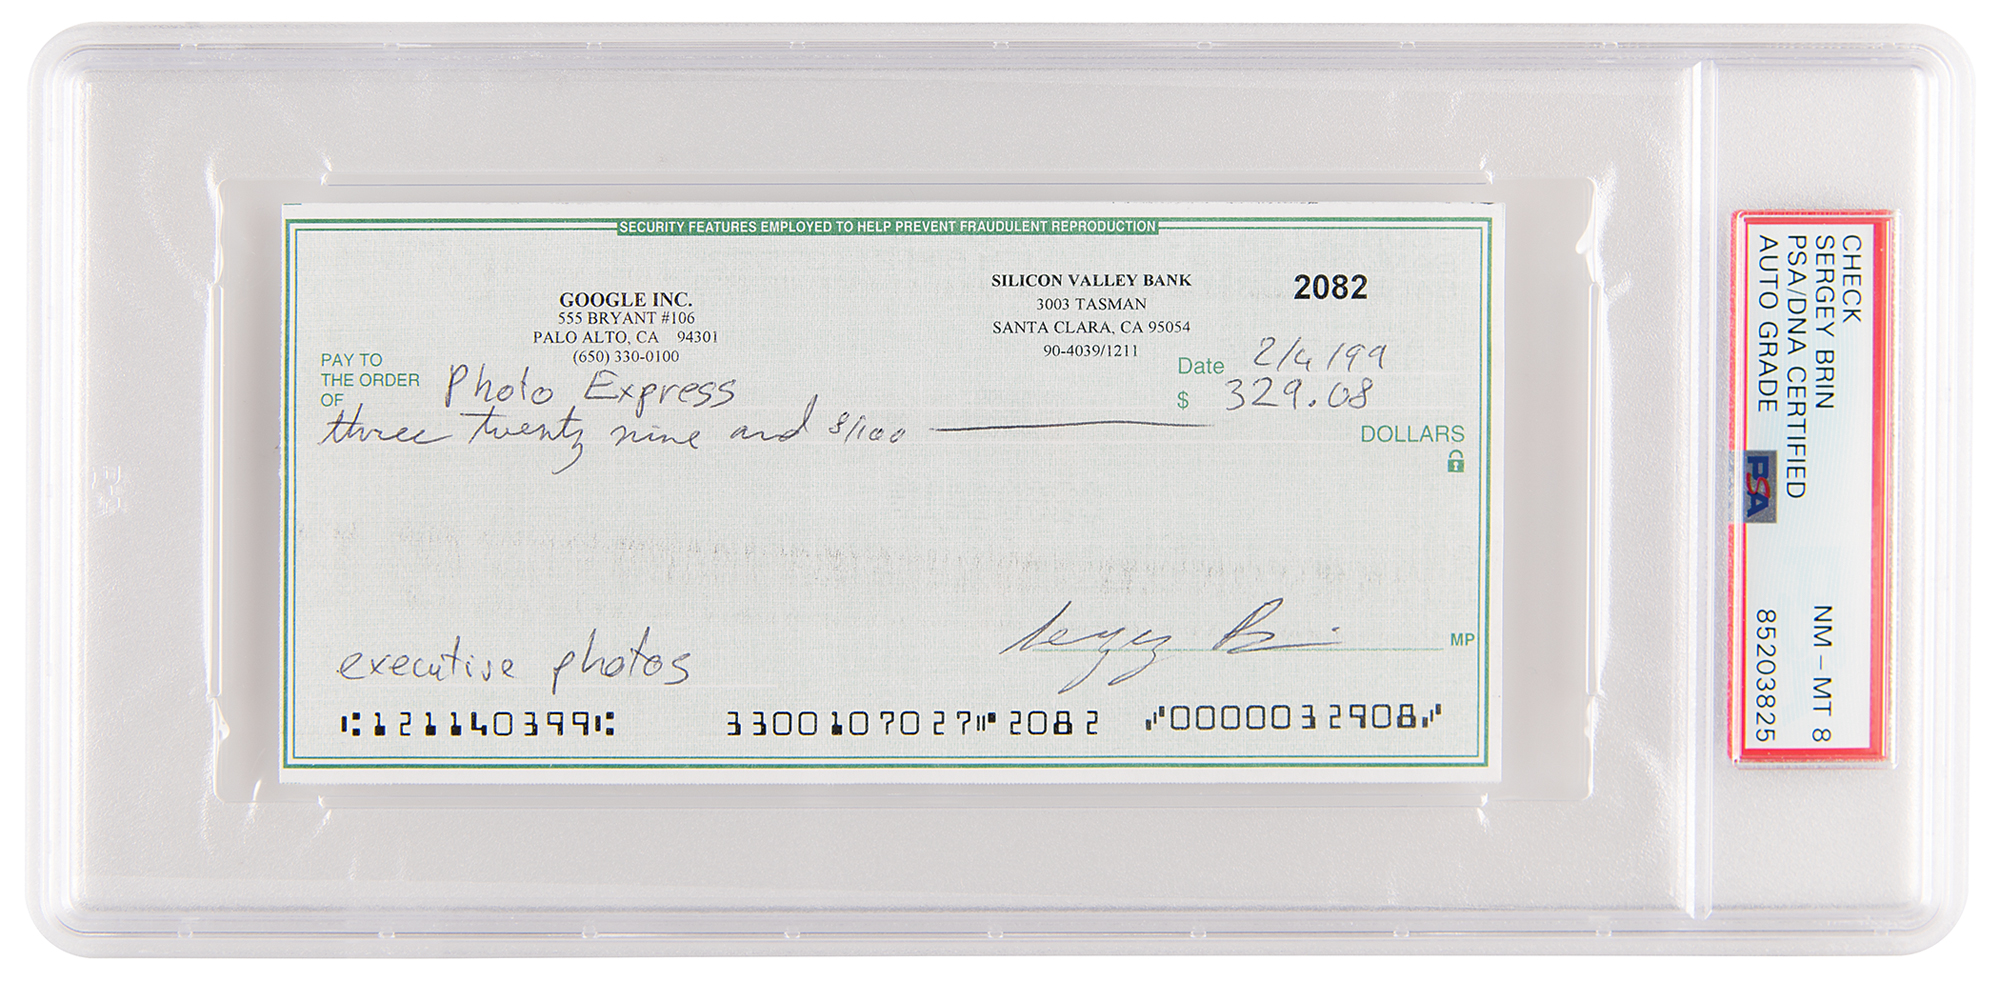 SECURITY FEATURES EMPLOYED TO HELP PREVENT FRAUDULENT REPRODUCTION
GOOGLE INC.
555 BRYANT #106
PALO ALTO, CA 94301
(650) 330-0100
SILICON VALLEY BANK
3003 TASMAN
SANTA CLARA, CA 95054
90-4039/1211
2082
Date 2/4/99
PAY TO
THE ORDER
OF Photo Express
$ 329.08
three twenty nine and 8/100 DOLLARS
executive photos
Sergey Brin
MP
⑆121140399⑆ 3300107027⑈2082 ⑈0000032908⑈
CHECK
SERGEY BRIN NM-MT 8
PSA/DNA CERTIFIED
AUTO GRADE 85203825
PSA